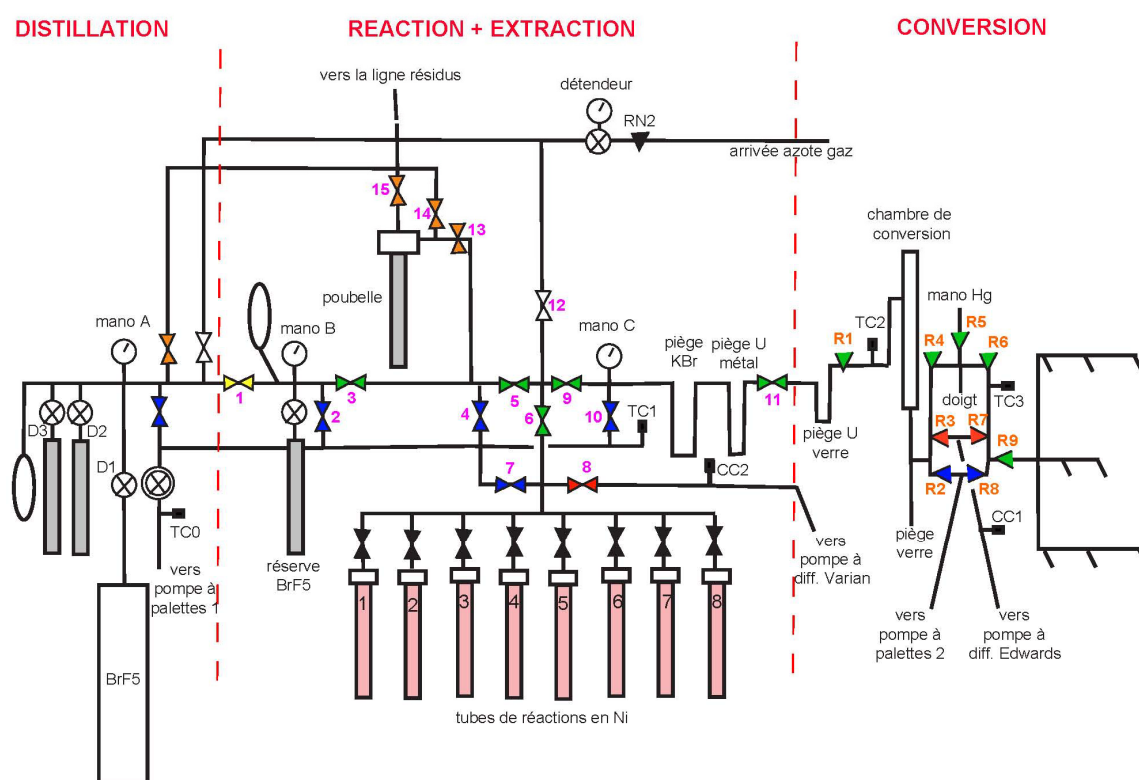 DISTILLATION
REACTION + EXTRACTION
CONVERSION
vers la ligne résidus
détendeur
RN2
arrivée azote gaz
15
14
13
poubelle
12
chambre de
conversion
mano A
mano B
mano C
piège
KBr
piège U
métal
R1
TC2
mano Hg
R5
R4
R6
1
2
3
4
5
6
9
10
11
TC1
piège U
verre
doigt
TC3
R3
R7
R9
R2
R8
D3
D2
D1
TC0
vers
pompe à
palettes 1
BrF5
réserve
BrF5
7
8
CC2
vers
pompe à
diff. Varian
piège
verre
CC1
vers
pompe à
palettes 2
vers
pompe à
diff. Edwards
1
2
3
4
5
6
7
8
tubes de réactions en Ni